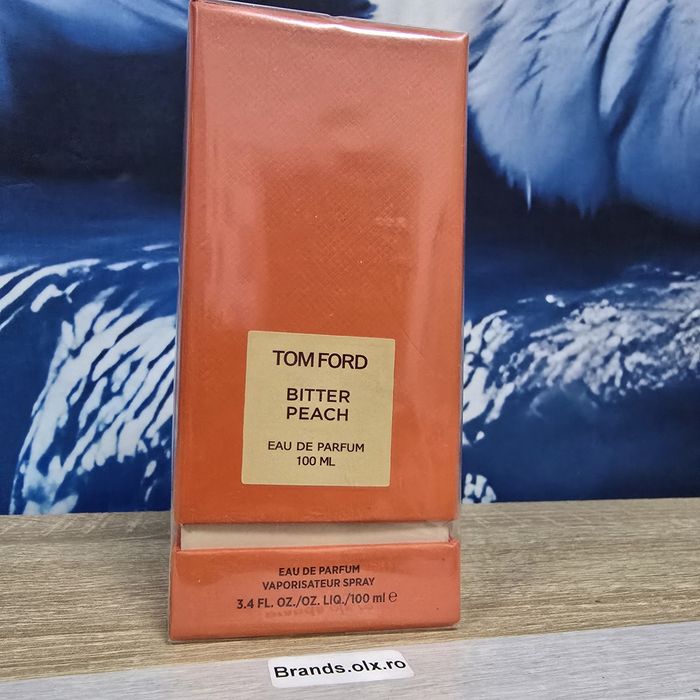 TOM FORD
BITTER
PEACH
EAU DE PARFUM
100 ML
EAU DE PARFUM
VAPORISATEUR SPRAY
3.4 FL. OZ./OZ. LIQ./100 ml ℮
Brands.olx.ro